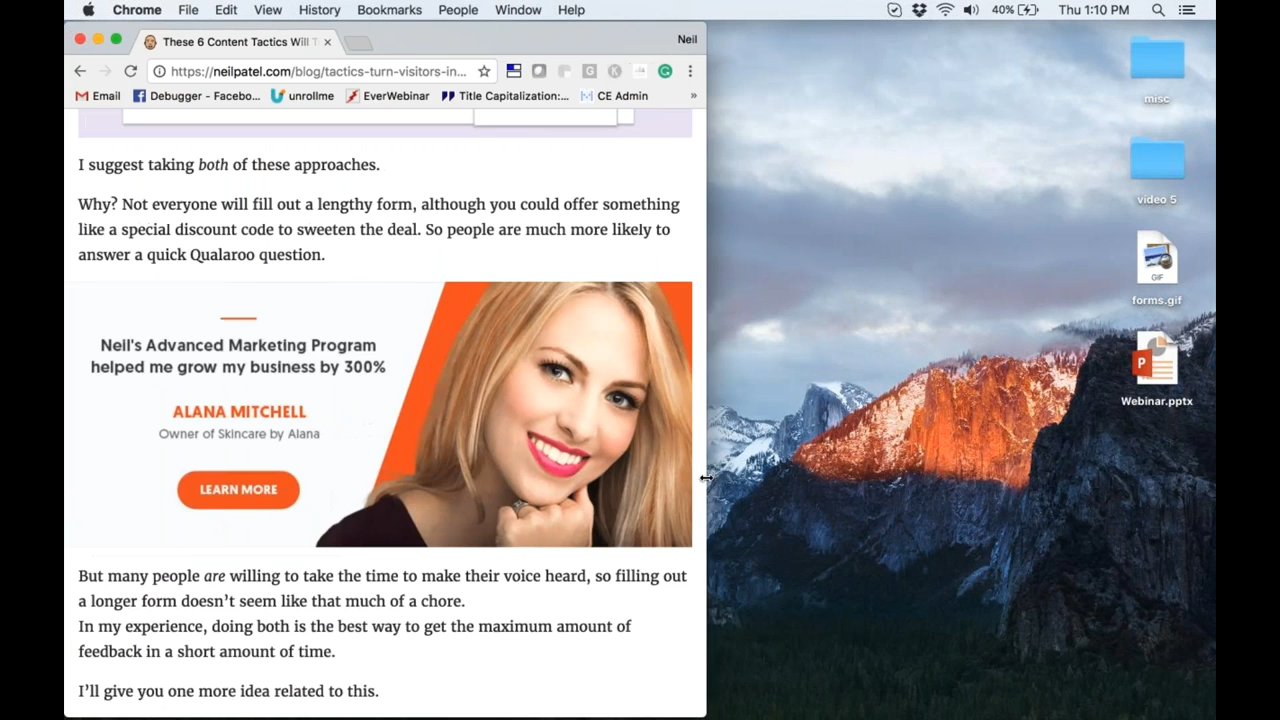 Chrome File Edit View History Bookmarks People Window Help 40% Thu 1:10 PM
These 6 Content Tactics Will T
Neil
https://neilpatel.com/blog/tactics-turn-visitors-in...
Email Debugger - Facebo... unrollme EverWebinar Title Capitalization:... CE Admin »
I suggest taking both of these approaches.
Why? Not everyone will fill out a lengthy form, although you could offer something
like a special discount code to sweeten the deal. So people are much more likely to
answer a quick Qualaroo question.
Neil's Advanced Marketing Program
helped me grow my business by 300%
ALANA MITCHELL
Owner of Skincare by Alana
LEARN MORE
But many people are willing to take the time to make their voice heard, so filling out
a longer form doesn’t seem like that much of a chore.
In my experience, doing both is the best way to get the maximum amount of
feedback in a short amount of time.
I’ll give you one more idea related to this.
misc
video 5
GIF
forms.gif
P
Webinar.pptx